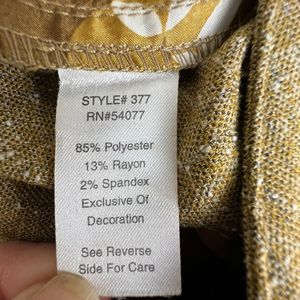 STYLE# 377
RN#54077
85% Polyester
13% Rayon
2% Spandex
Exclusive Of
Decoration
See Reverse
Side For Care